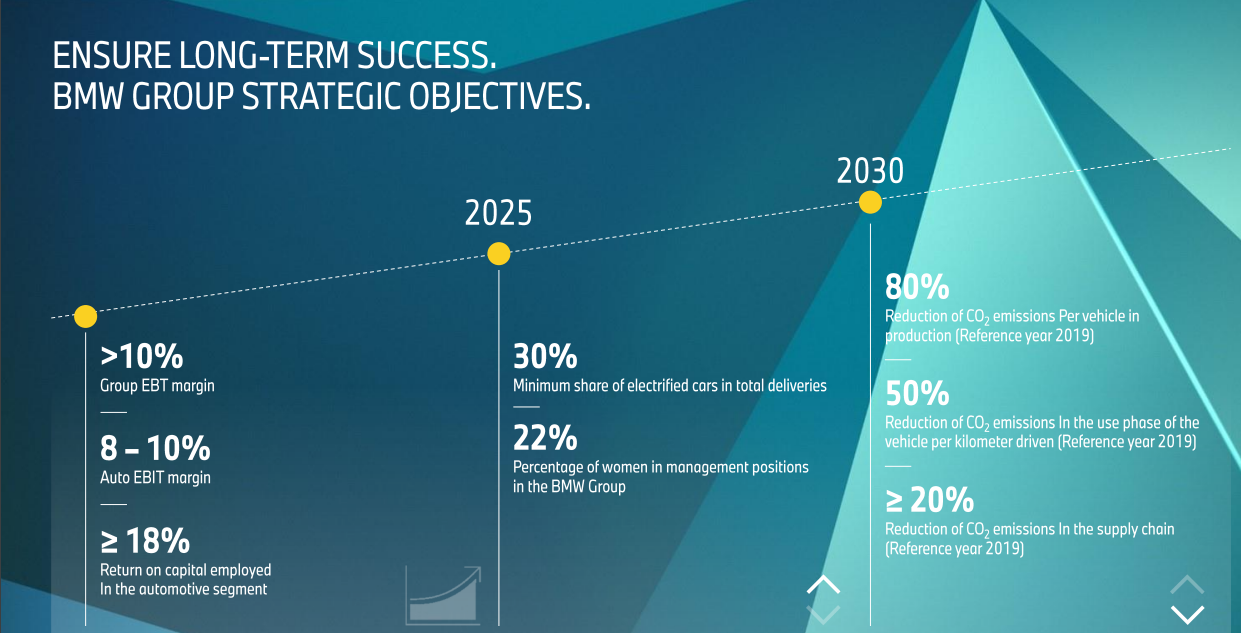 ENSURE LONG-TERM SUCCESS.
BMW GROUP STRATEGIC OBJECTIVES.
>10%
Group EBT margin
8 – 10%
Auto EBIT margin
≥ 18%
Return on capital employed
In the automotive segment
2025
30%
Minimum share of electrified cars in total deliveries
22%
Percentage of women in management positions
in the BMW Group
2030
80%
Reduction of CO₂ emissions Per vehicle in
production (Reference year 2019)
50%
Reduction of CO₂ emissions In the use phase of the
vehicle per kilometer driven (Reference year 2019)
≥ 20%
Reduction of CO₂ emissions In the supply chain
(Reference year 2019)